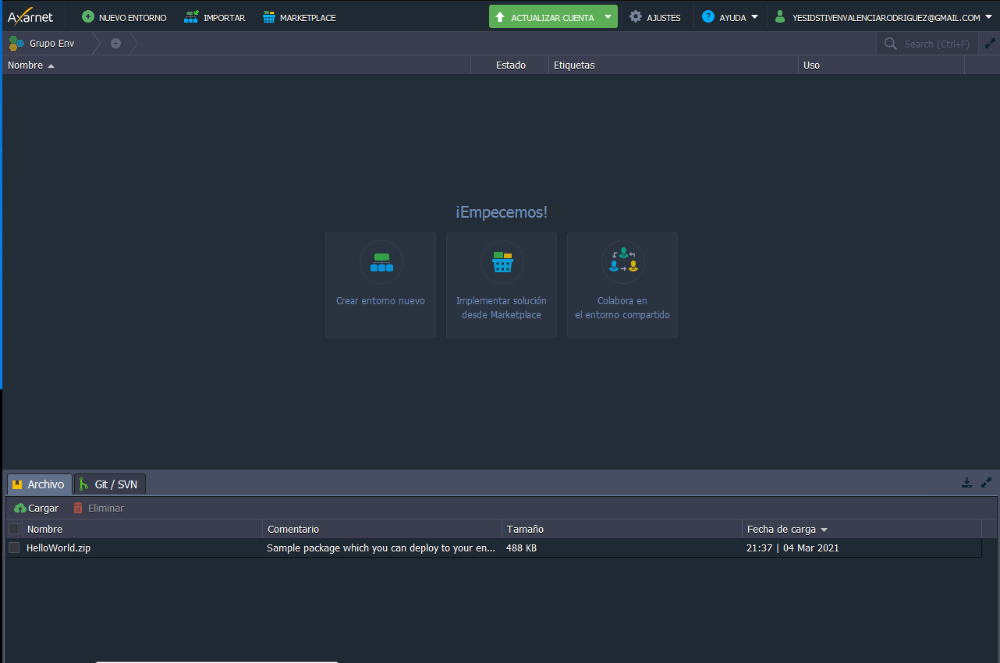 Axarnet
NUEVO ENTORNO
IMPORTAR
MARKETPLACE
ACTUALIZAR CUENTA
AJUSTES
AYUDA
YESIDSTIVENVALENCIARODRIGUEZ@GMAIL.COM
Grupo Env
Search (Ctrl+F)
Nombre
Estado
Etiquetas
Uso
¡Empecemos!
Crear entorno nuevo
Implementar solución
desde Marketplace
Colabora en
el entorno compartido
Archivo
Git / SVN
Cargar
Eliminar
Nombre
Comentario
Tamaño
Fecha de carga
HelloWorld.zip
Sample package which you can deploy to your en...
488 KB
21:37 | 04 Mar 2021